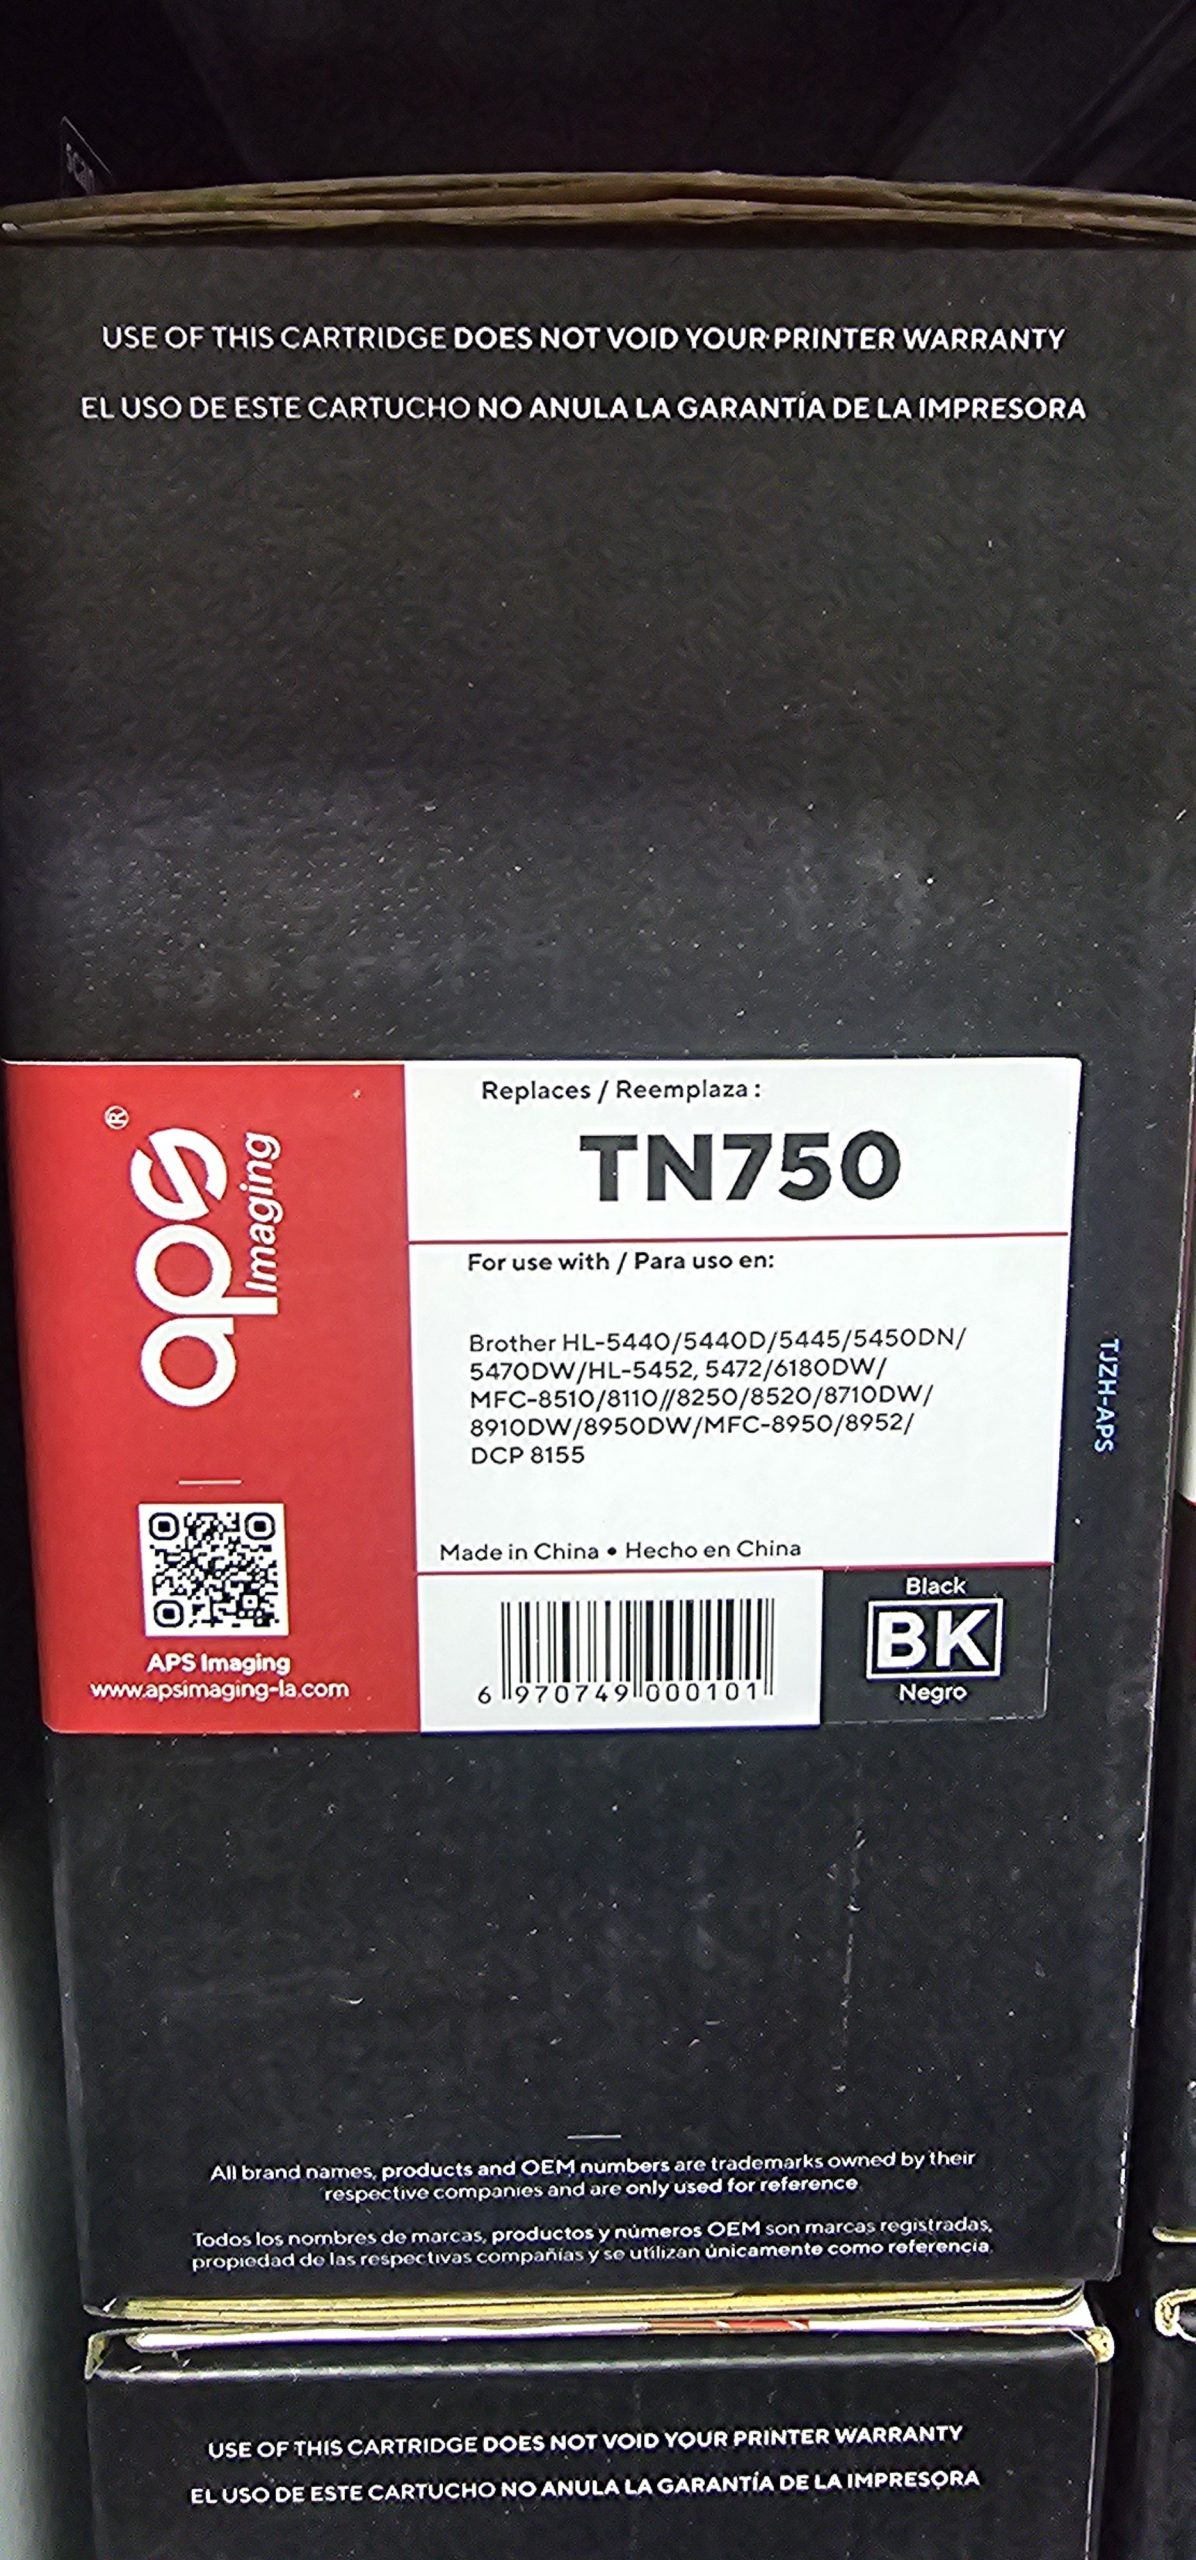 scan
USE OF THIS CARTRIDGE DOES NOT VOID YOUR PRINTER WARRANTY
EL USO DE ESTE CARTUCHO NO ANULA LA GARANTÍA DE LA IMPRESORA
aps®
Imaging
APS Imaging
www.apsimaging-la.com
Replaces / Reemplaza :
TN750
For use with / Para uso en:
Brother HL-5440/5440D/5445/5450DN/
5470DW/HL-5452, 5472/6180DW/
MFC-8510/8110//8250/8520/8710DW/
8910DW/8950DW/MFC-8950/8952/
DCP 8155
Made in China • Hecho en China
6 970749 000101
Black
BK
Negro
TJZH-APS
All brand names, products and OEM numbers are trademarks owned by their
respective companies and are only used for reference
Todos los nombres de marcas, productos y números OEM son marcas registradas,
propiedad de las respectivas compañías y se utilizan únicamente como referencia
USE OF THIS CARTRIDGE DOES NOT VOID YOUR PRINTER WARRANTY
EL USO DE ESTE CARTUCHO NO ANULA LA GARANTÍA DE LA IMPRESORA